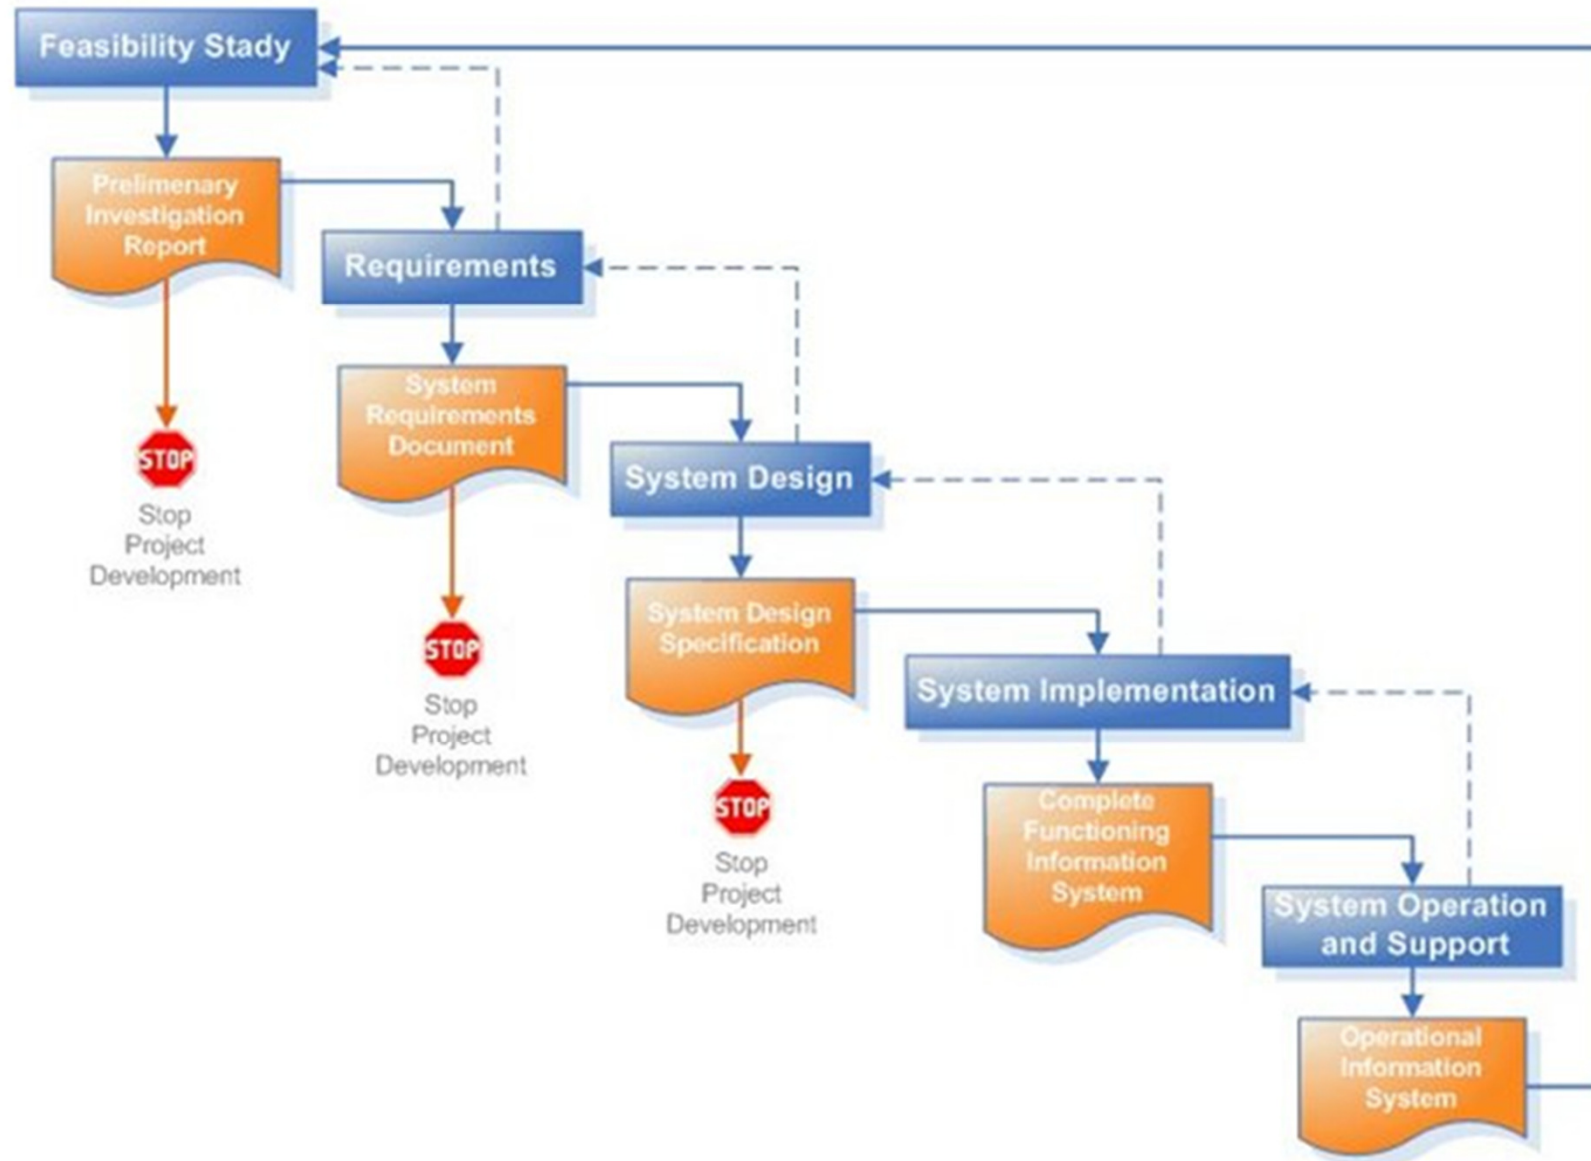 Feasibility Stady
Prelimenary
Investigation
Report
STOP
Stop
Project
Development
Requirements
System
Requirements
Document
STOP
Stop
Project
Development
System Design
System Design
Specification
STOP
Stop
Project
Development
System Implementation
Complete
Functioning
Information
System
System Operation
and Support
Operational
Information
System